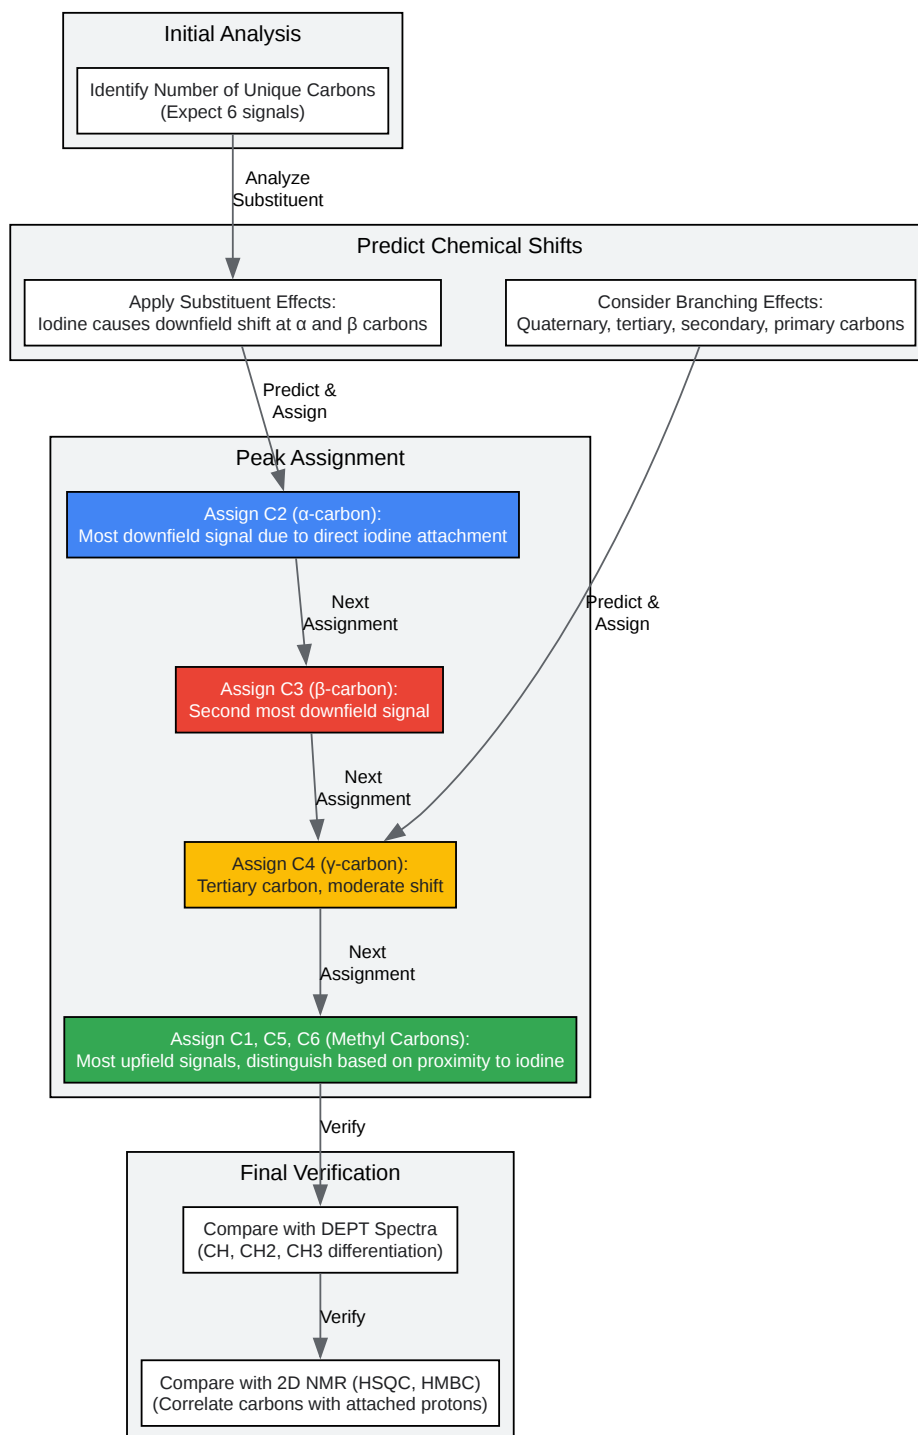 Initial Analysis
Identify Number of Unique Carbons
(Expect 6 signals)
Analyze
Substituent
Predict Chemical Shifts
Apply Substituent Effects:
Iodine causes downfield shift at α and β carbons
Consider Branching Effects:
Quaternary, tertiary, secondary, primary carbons
Predict &
Assign
Peak Assignment
Assign C2 (α-carbon):
Most downfield signal due to direct iodine attachment
Next
Assignment
Predict &
Assign
Assign C3 (β-carbon):
Second most downfield signal
Next
Assignment
Assign C4 (γ-carbon):
Tertiary carbon, moderate shift
Next
Assignment
Assign C1, C5, C6 (Methyl Carbons):
Most upfield signals, distinguish based on proximity to iodine
Verify
Final Verification
Compare with DEPT Spectra
(CH, CH2, CH3 differentiation)
Verify
Compare with 2D NMR (HSQC, HMBC)
(Correlate carbons with attached protons)